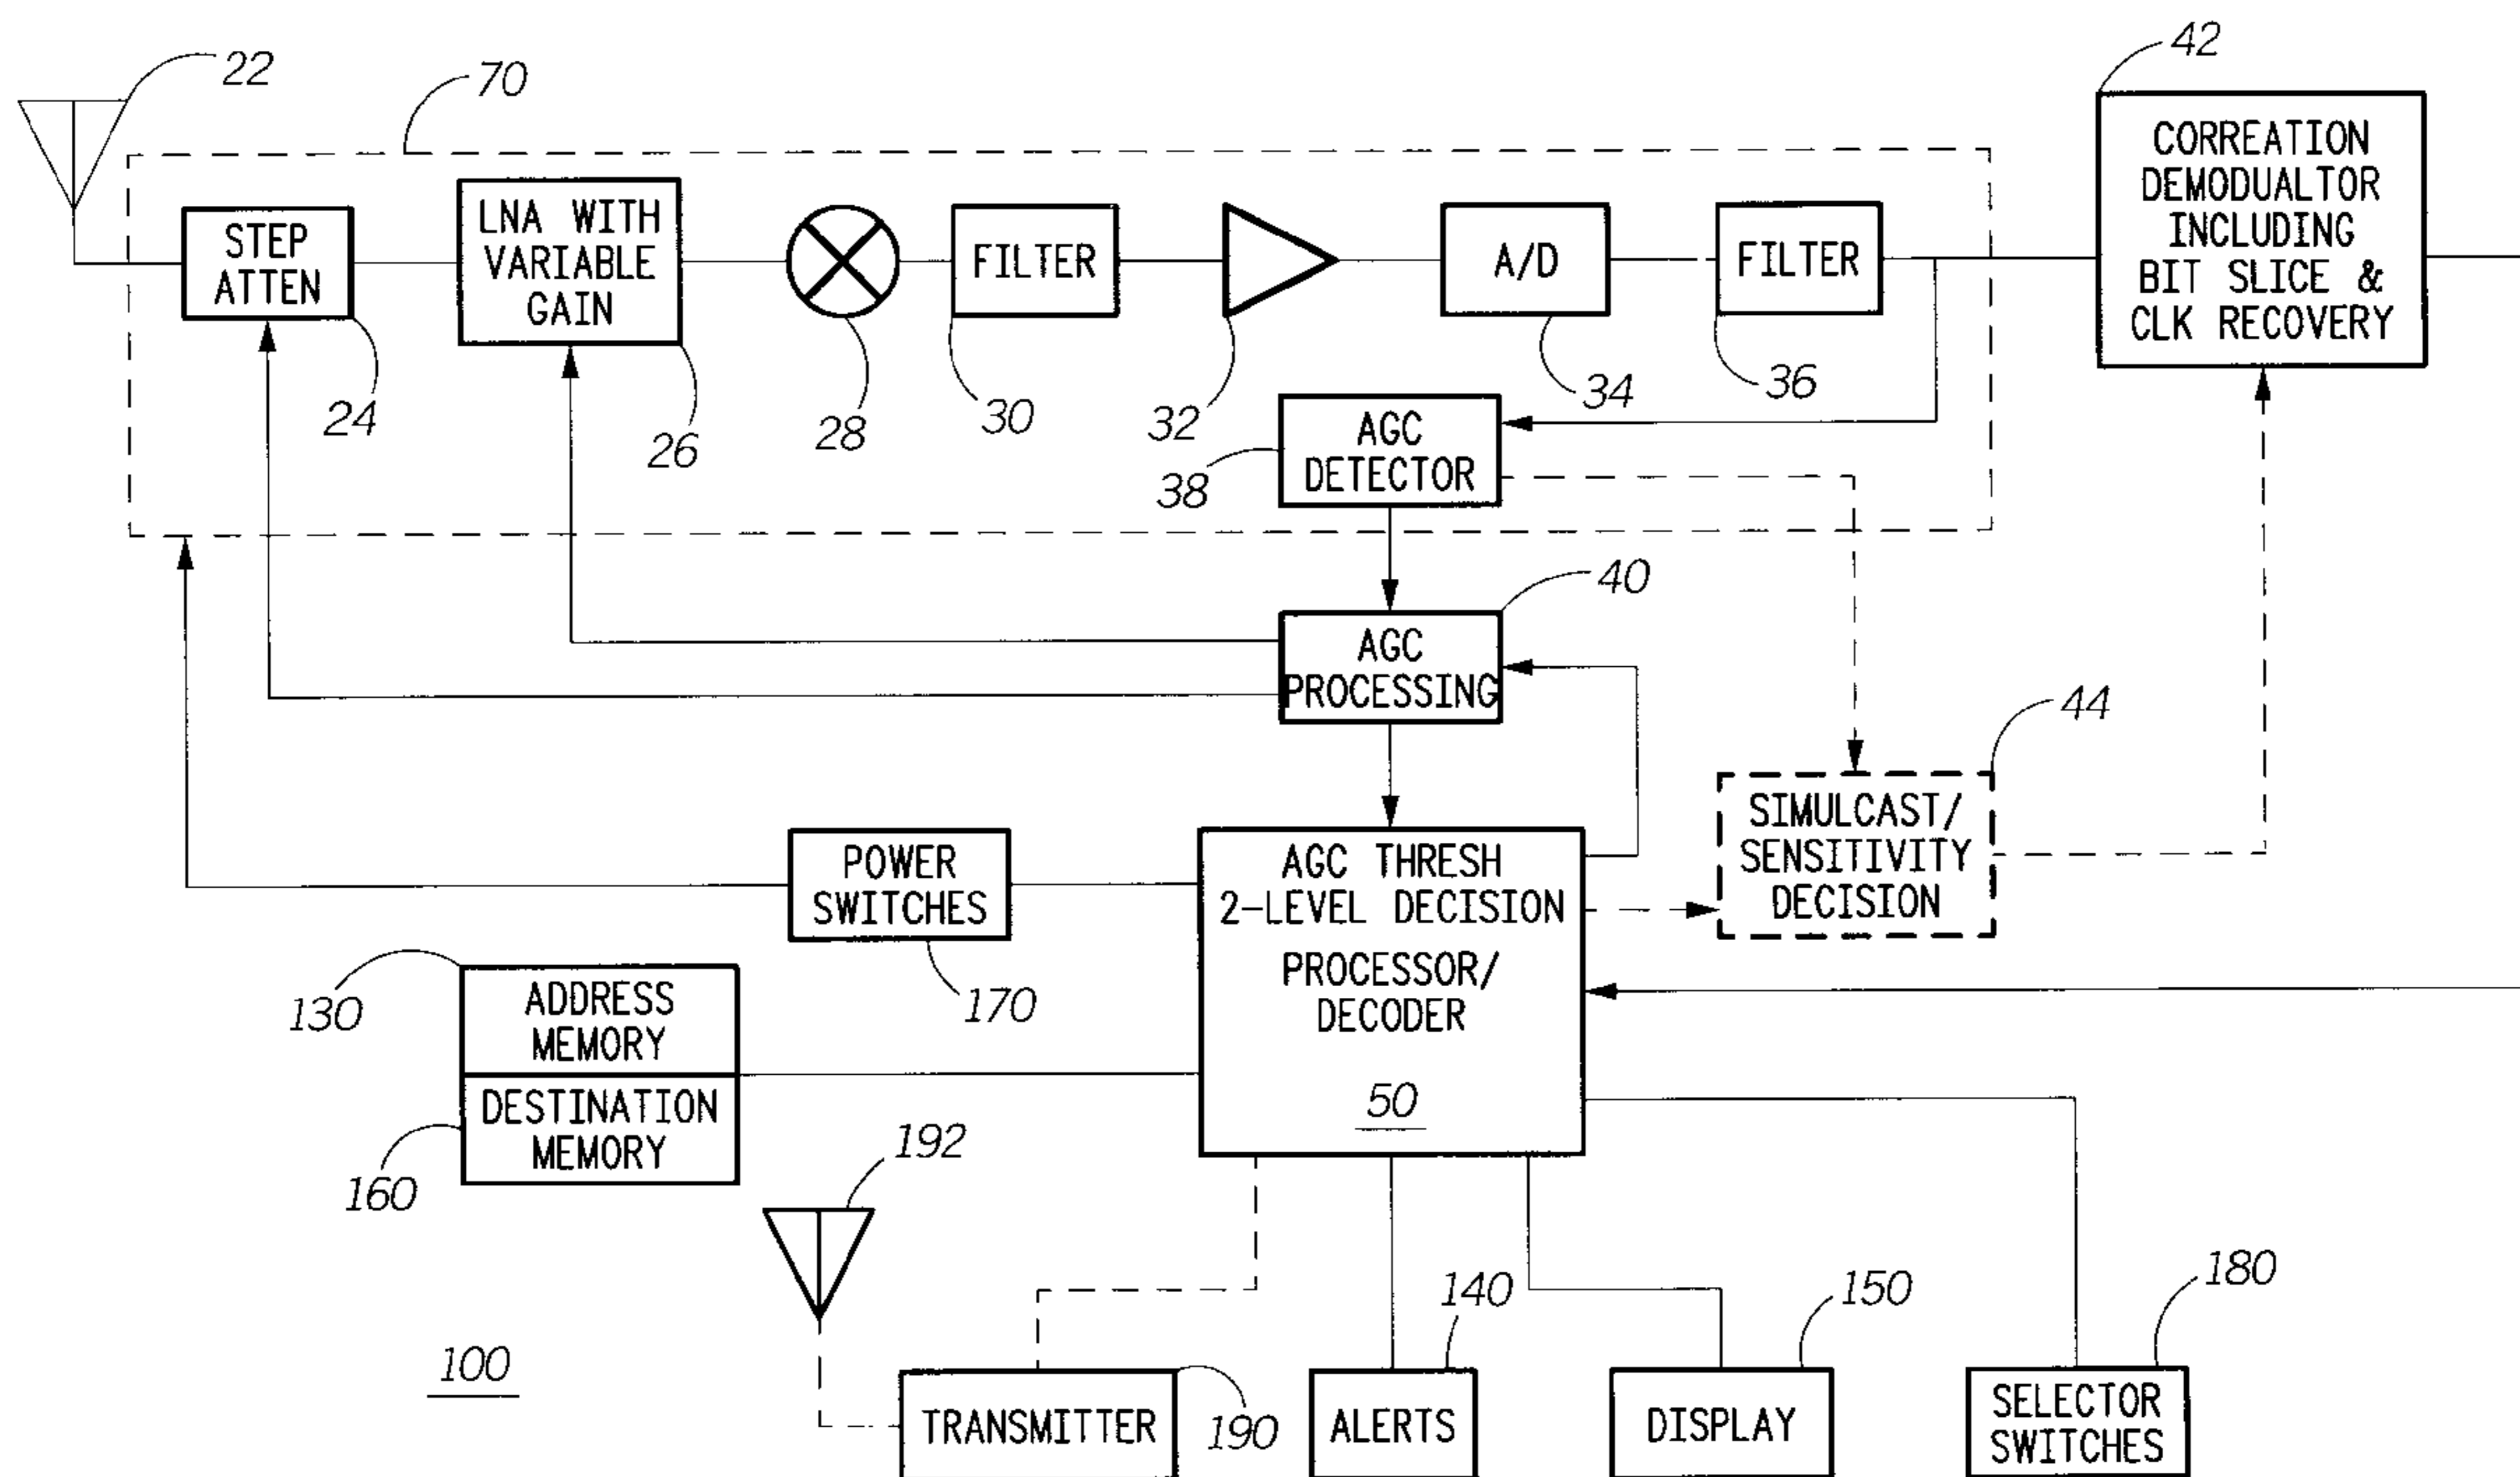 22
70
42
STEP
ATTEN
LNA WITH
VARIABLE
GAIN
FILTER
A/D
FILTER
CORREATION
DEMODUALTOR
INCLUDING
BIT SLICE &
CLK RECOVERY
24
26
28
30
32
34
36
AGC
DETECTOR
38
40
AGC
PROCESSING
44
SIMULCAST/
SENSITIVITY
DECISION
POWER
SWITCHES
170
AGC THRESH
2-LEVEL DECISION
PROCESSOR/
DECODER
50
130
ADDRESS
MEMORY
DESTINATION
MEMORY
160
192
100
TRANSMITTER
190
140
ALERTS
150
DISPLAY
180
SELECTOR
SWITCHES